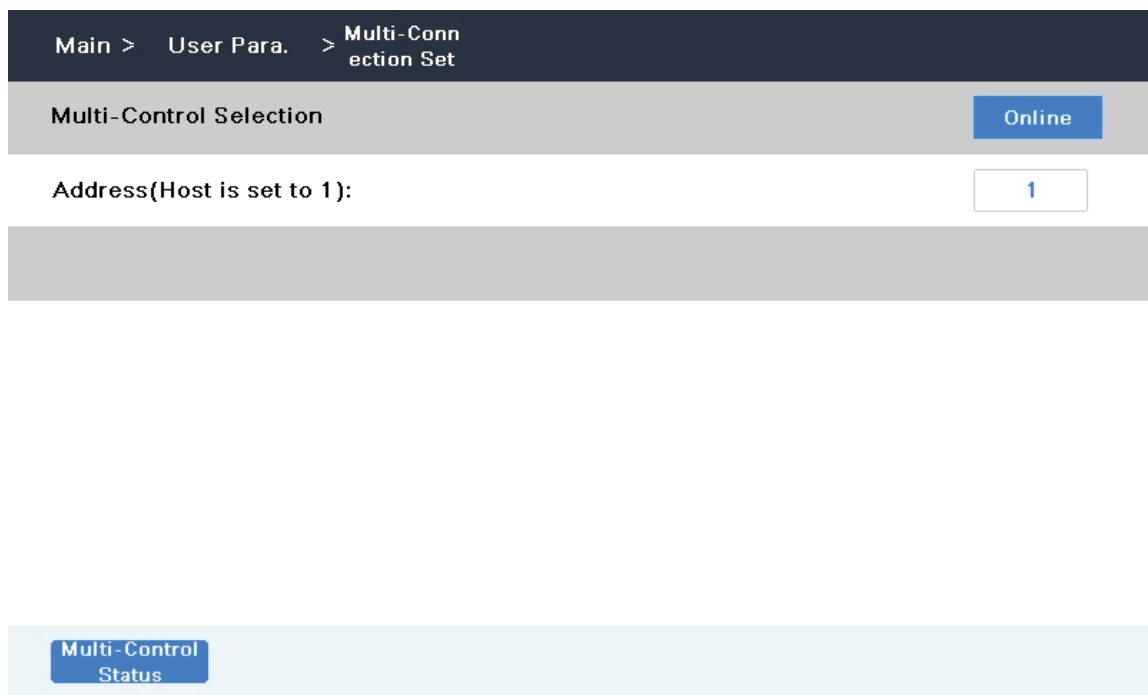 Main > User Para. > Multi-Conn
ection Set
Multi-Control Selection
Online
Address(Host is set to 1):
1
Multi-Control
Status